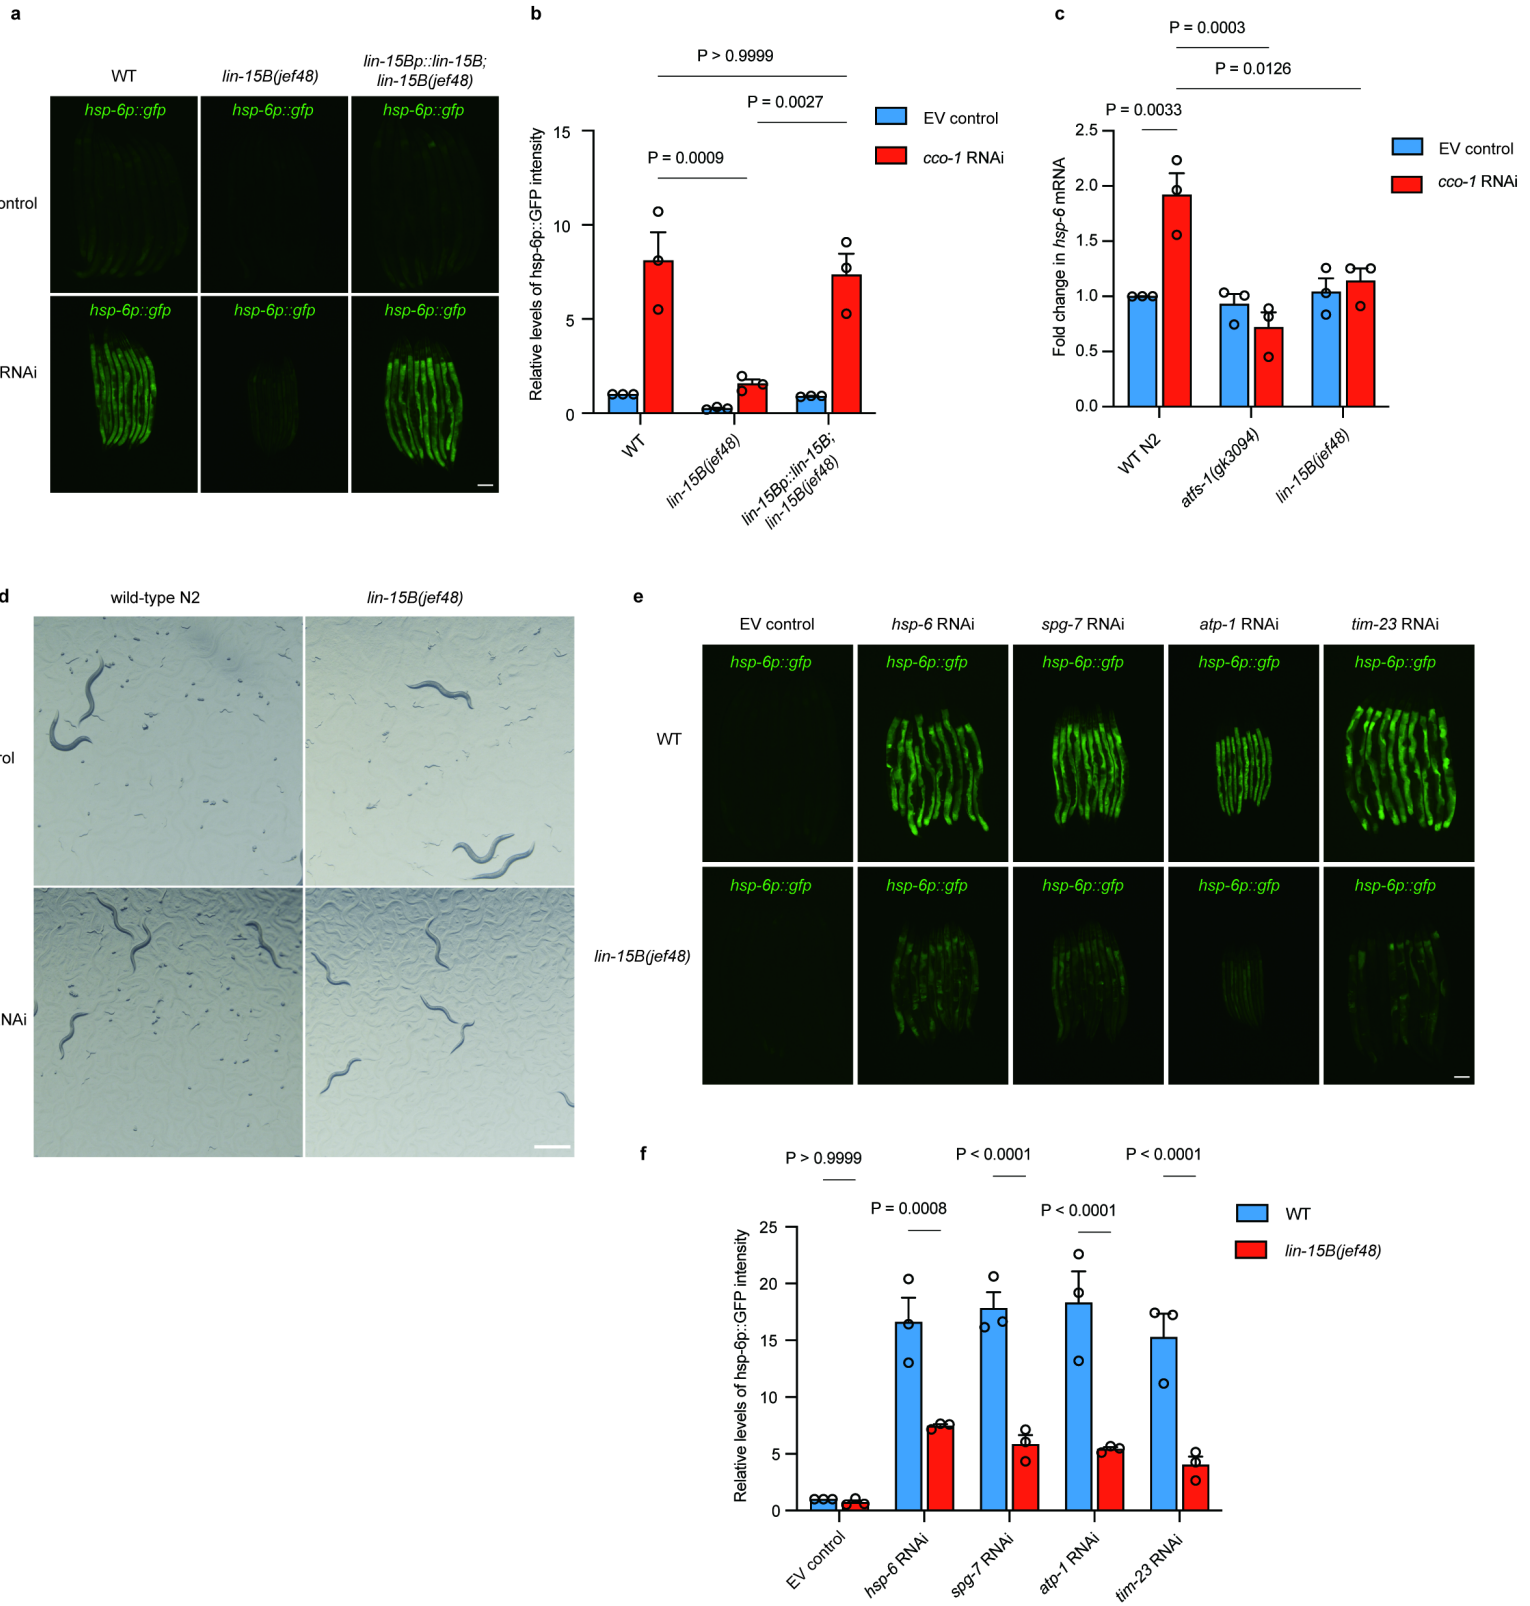 a
WT
lin-15B(jef48)
lin-15Bp::lin-15B;
lin-15B(jef48)
hsp-6p::gfp
hsp-6p::gfp
hsp-6p::gfp
ontrol
hsp-6p::gfp
hsp-6p::gfp
hsp-6p::gfp
RNAi
b
P > 0.9999
P = 0.0027
P = 0.0009
EV control
cco-1 RNAi
Relative levels of hsp-6p::GFP intensity
15
10
5
0
WT
lin-15B(jef48)
lin-15Bp::lin-15B;
lin-15B(jef48)
c
P = 0.0003
P = 0.0126
P = 0.0033
EV control
cco-1 RNAi
Fold change in hsp-6 mRNA
2.5
2.0
1.5
1.0
0.5
0.0
WT N2
atfs-1(gk3094)
lin-15B(jef48)
d
wild-type N2
lin-15B(jef48)
rol
NAi
e
EV control
hsp-6 RNAi
spg-7 RNAi
atp-1 RNAi
tim-23 RNAi
hsp-6p::gfp
hsp-6p::gfp
hsp-6p::gfp
hsp-6p::gfp
hsp-6p::gfp
WT
hsp-6p::gfp
hsp-6p::gfp
hsp-6p::gfp
hsp-6p::gfp
hsp-6p::gfp
lin-15B(jef48)
f
P > 0.9999
P = 0.0008
P < 0.0001
P < 0.0001
P < 0.0001
WT
lin-15B(jef48)
Relative levels of hsp-6p::GFP intensity
25
20
15
10
5
0
EV control
hsp-6 RNAi
spg-7 RNAi
atp-1 RNAi
tim-23 RNAi